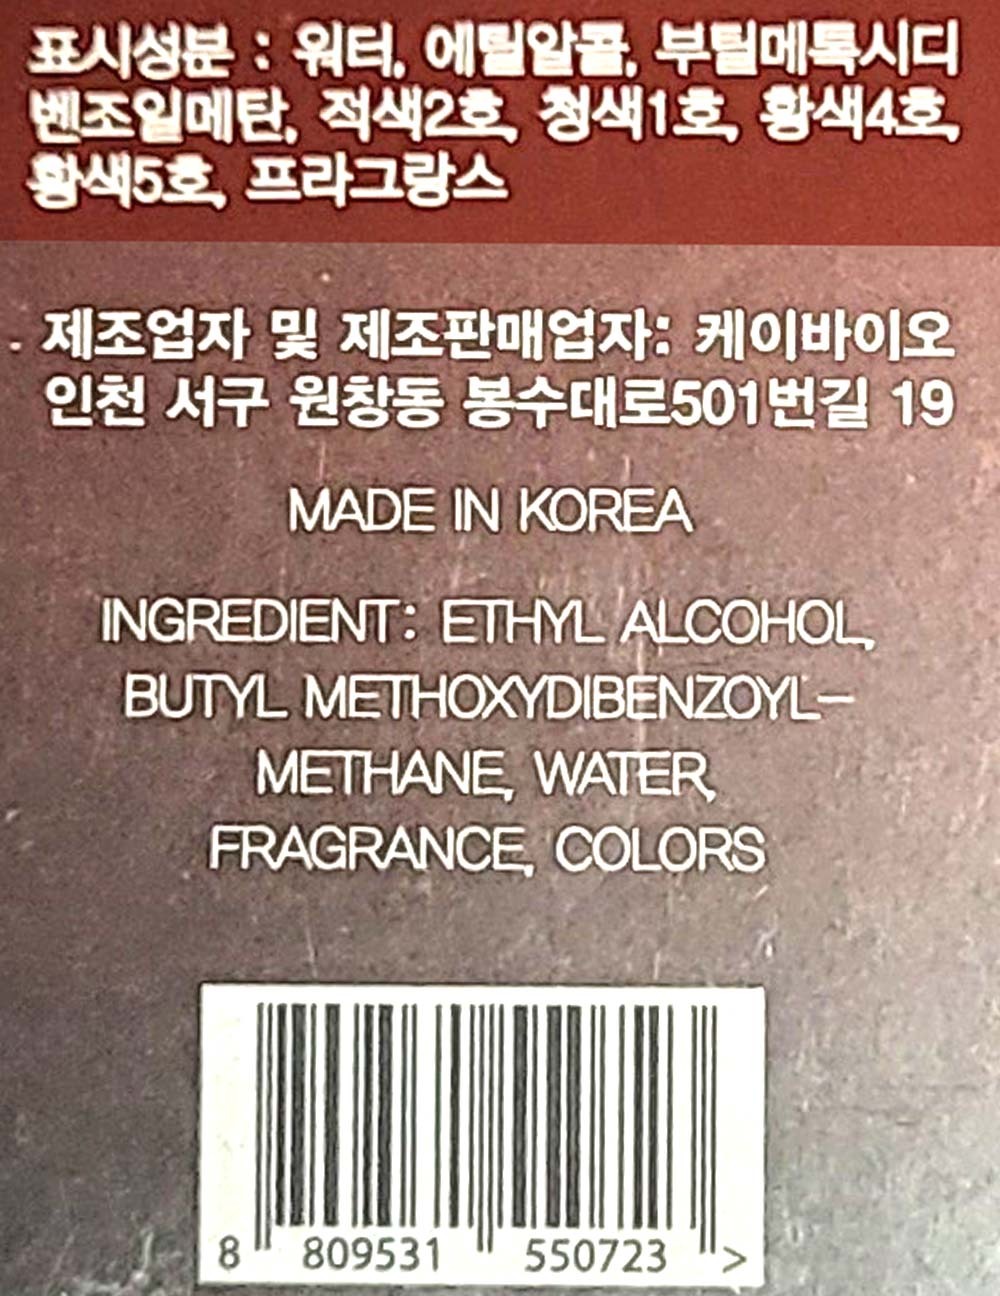 표시성분 : 워터, 에틸알콜, 부틸메톡시디
벤조일메탄, 적색2호, 청색1호, 황색4호,
황색5호, 프라그랑스
제조업자 및 제조판매업자: 케이바이오
인천 서구 원창동 봉수대로501번길 19
MADE IN KOREA
INGREDIENT: ETHYL ALCOHOL,
BUTYL METHOXYDIBENZOYL-
METHANE, WATER,
FRAGRANCE, COLORS
8 809531 550723 >